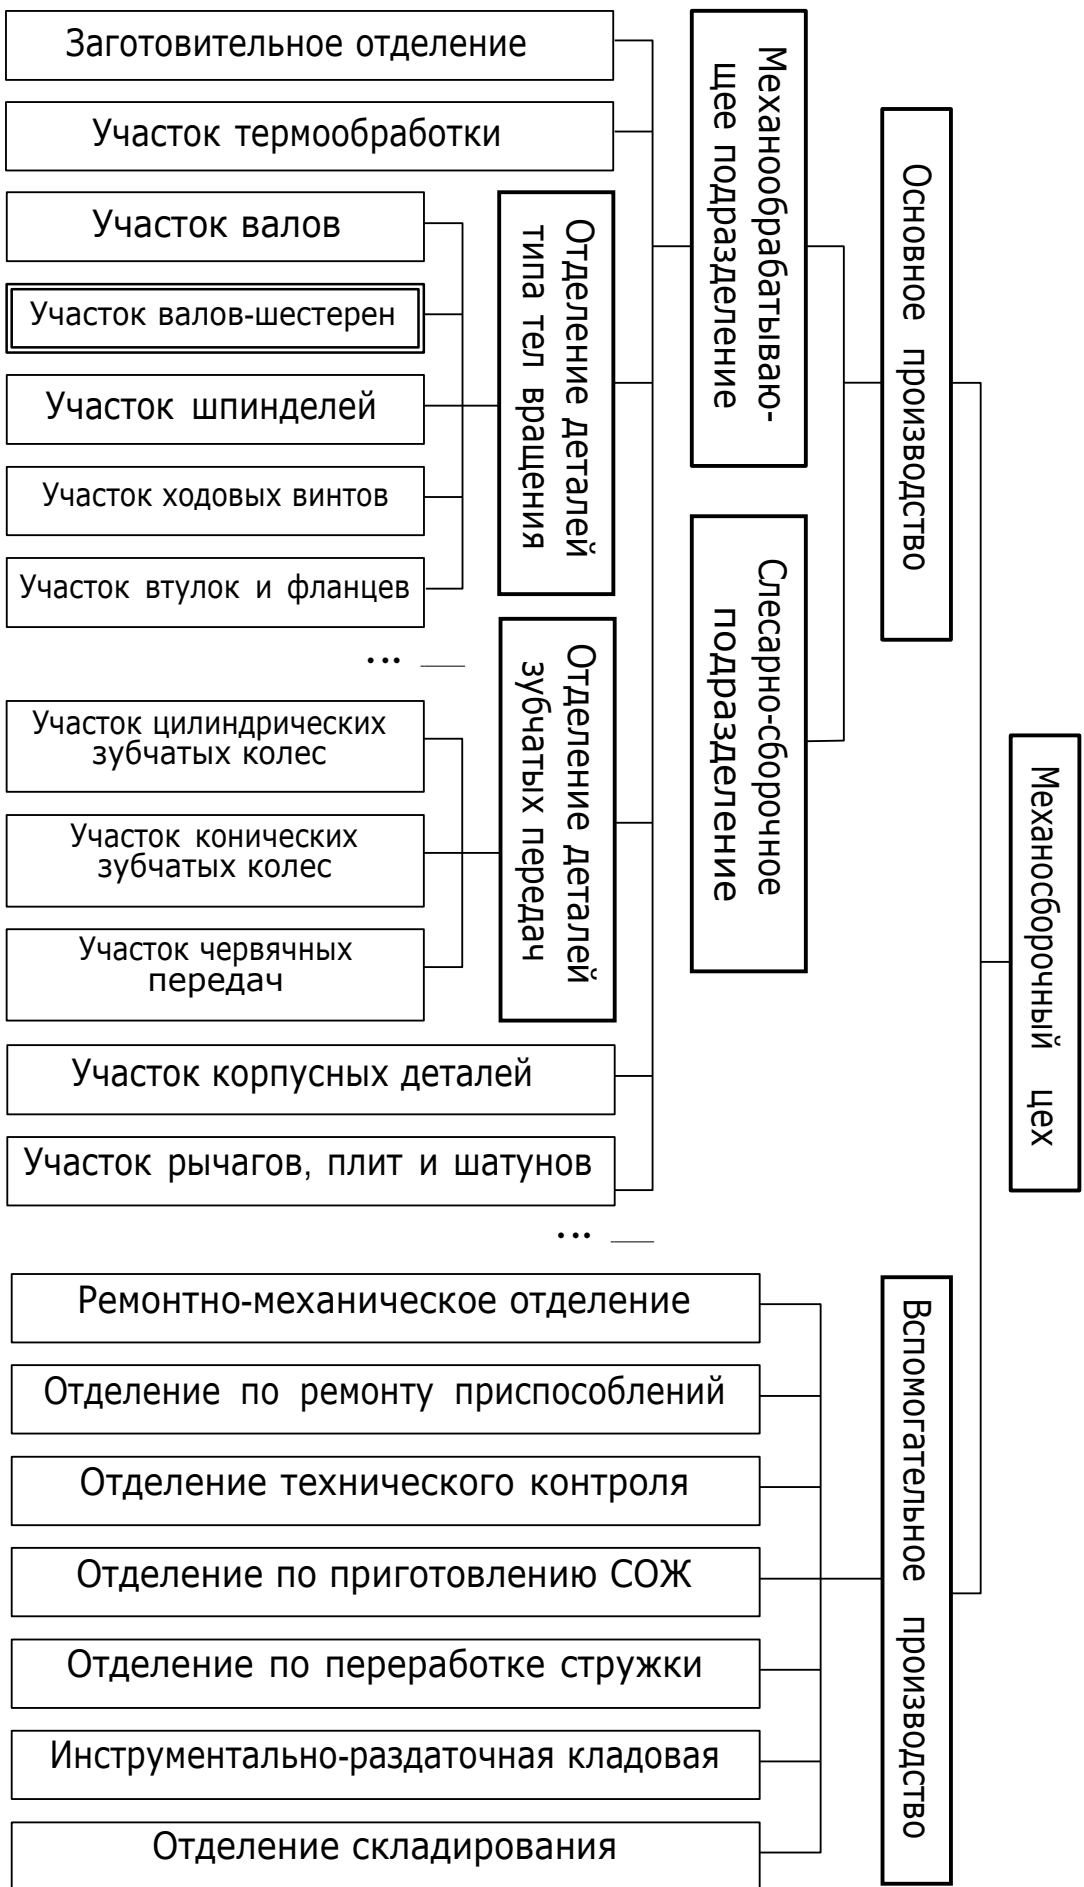 Заготовительное отделение
Участок термообработки
Участок валов
Участок валов-шестерен
Участок шпинделей
Участок ходовых винтов
Участок втулок и фланцев
...
Участок цилиндрических
зубчатых колес
Участок конических
зубчатых колес
Участок червячных
передач
Участок корпусных деталей
Участок рычагов, плит и шатунов
...
Отделение деталей
типа тел вращения
Отделение деталей
зубчатых передач
Механообрабатываю-
щее подразделение
Слесарно-сборочное
подразделение
Основное производство
Механосборочный цех
Ремонтно-механическое отделение
Отделение по ремонту приспособлений
Отделение технического контроля
Отделение по приготовлению СОЖ
Отделение по переработке стружки
Инструментально-раздаточная кладовая
Отделение складирования
Вспомогательное производство